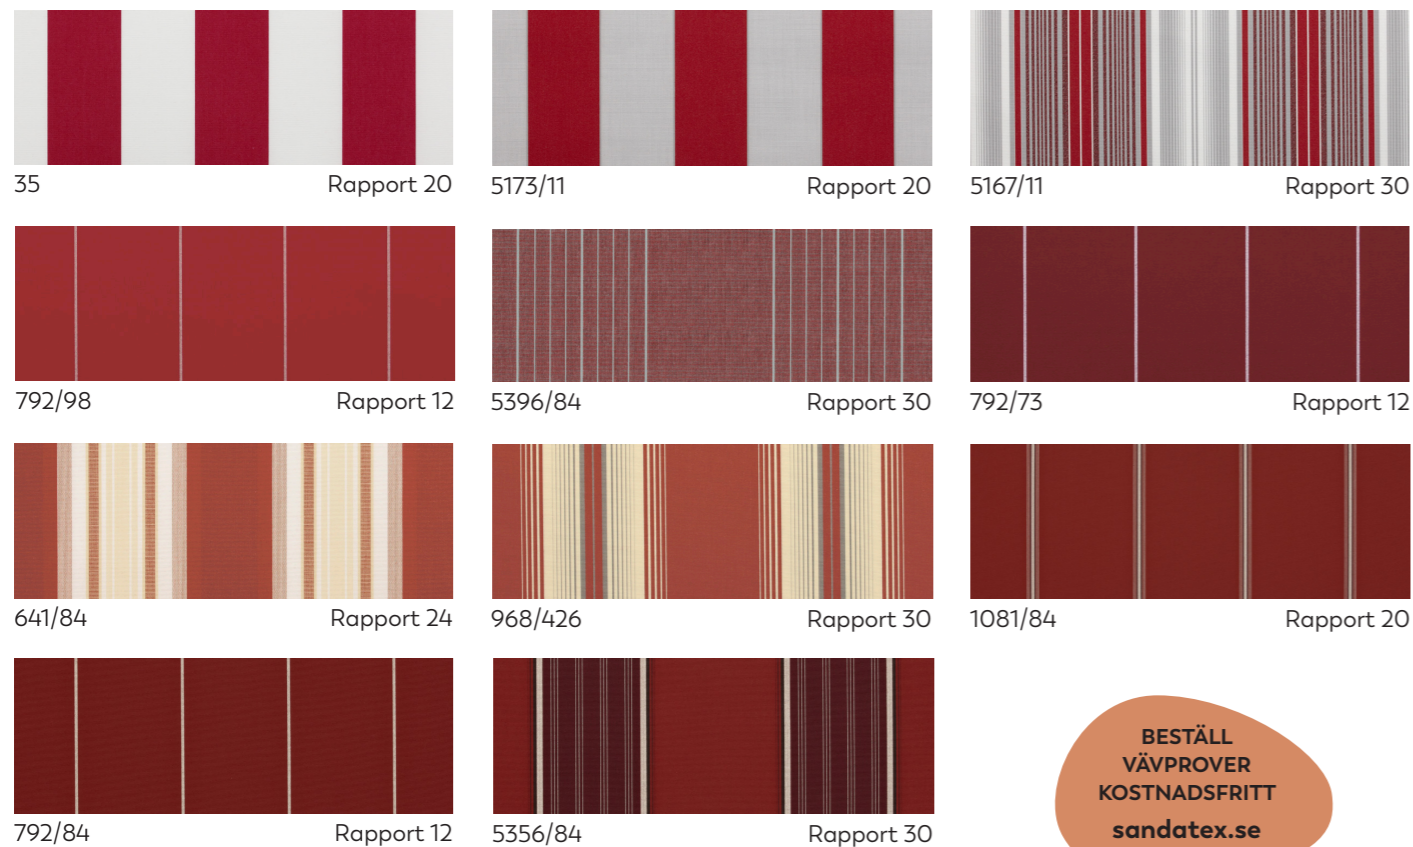 35 Rapport 20
5173/11 Rapport 20
5167/11 Rapport 30
792/98 Rapport 12
5396/84 Rapport 30
792/73 Rapport 12
641/84 Rapport 24
968/426 Rapport 30
1081/84 Rapport 20
792/84 Rapport 12
5356/84 Rapport 30
BESTÄLL
VÄVPROVER
KOSTNADSFRITT
sandatex.se